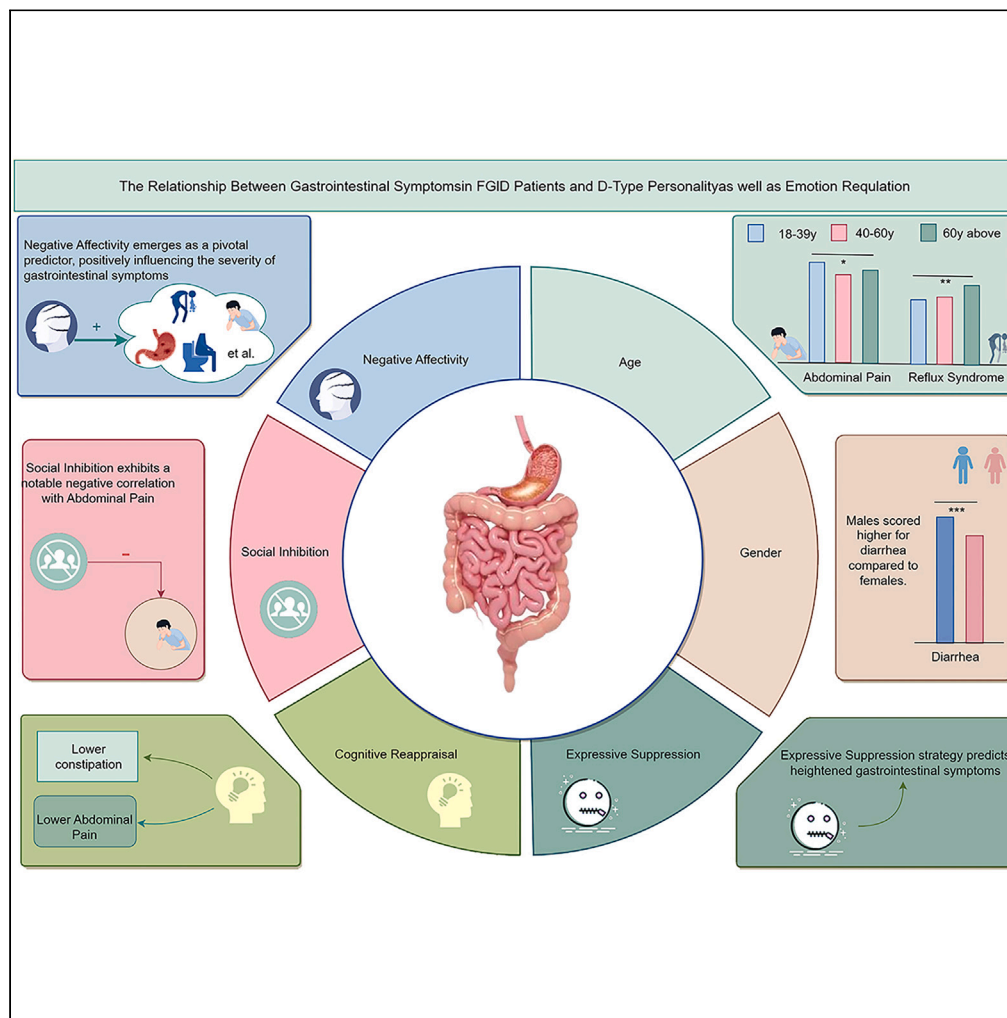 The Relationship Between Gastrointestinal Symptomsin FGID Patients and D-Type Personalityas well as Emotion Requlation
Negative Affectivity emerges as a pivotal
predictor, positively influencing the severity of
gastrointestinal symptoms
+
et al.
18-39y
40-60y
60y above
*
**
Abdominal Pain
Reflux Syndrome
Negative Affectivity
Age
Social Inhibition exhibits a
notable negative correlation
with Abdominal Pain
–
Social Inhibition
Gender
Males scored
higher for
diarrhea
compared to
females.
***
Diarrhea
Lower
constipation
Lower Abdominal
Pain
Cognitive Reappraisal
Expressive Suppression
Expressive Suppression strategy predicts
heightened gastrointestinal symptoms